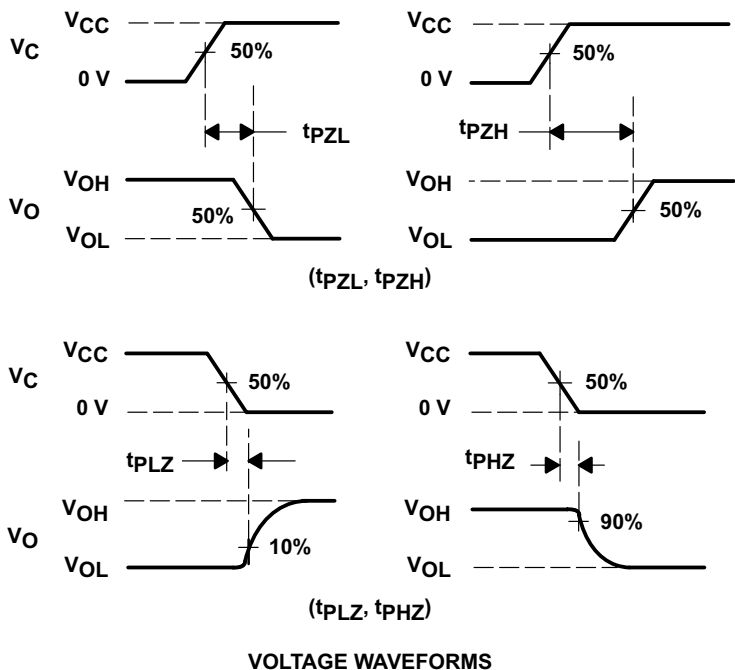 VCC
VC
50%
0 V
tPZL
VOH
VO
50%
VOL
VCC
50%
0 V
tPZH
VOH
50%
VOL
(tPZL, tPZH)
VCC
VC
50%
0 V
tPLZ
VOH
VO
10%
VOL
VCC
50%
0 V
tPHZ
VOH
90%
VOL
(tPLZ, tPHZ)
VOLTAGE WAVEFORMS